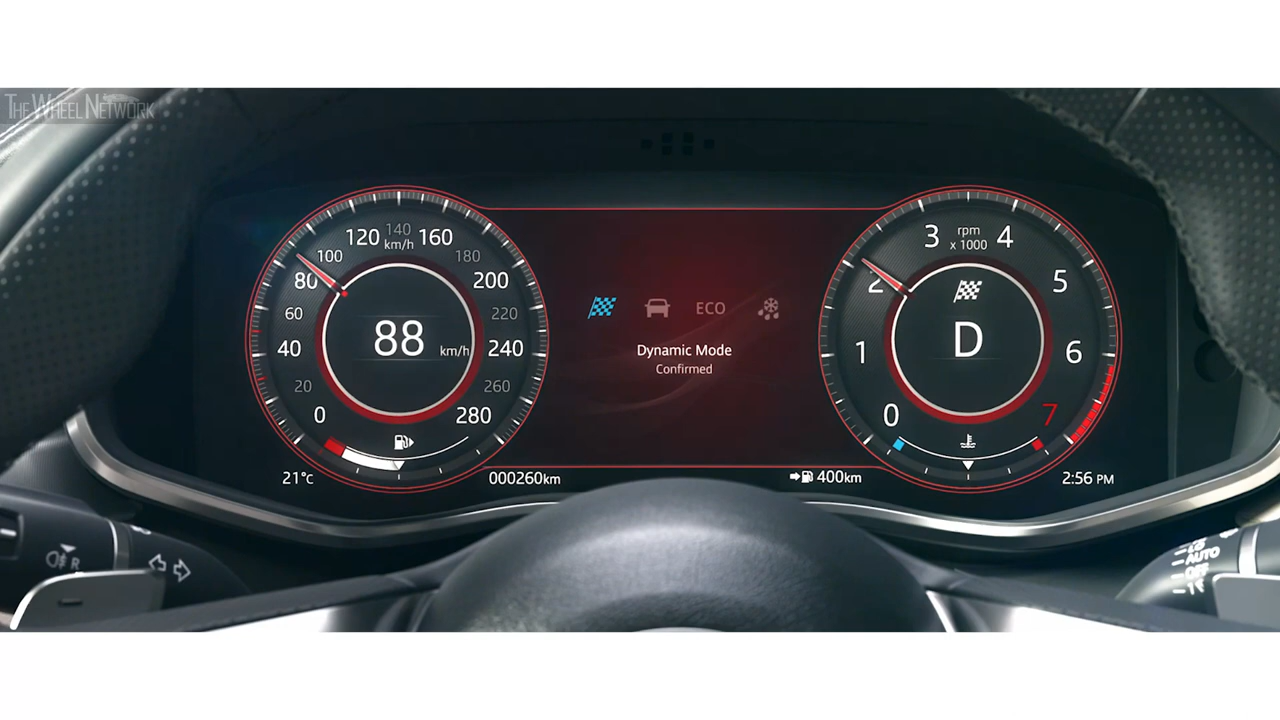 THE WHEEL NETWORK
140
120 km/h 160
100 180
80 200
60 220
88 km/h
40 240
20 260
0 280
21°C
000260km
ECO
Dynamic Mode
Confirmed
rpm
x 1000
3 4
2 5
D
1 6
0 7
400km
2:56 PM
R
AUTO
OFF